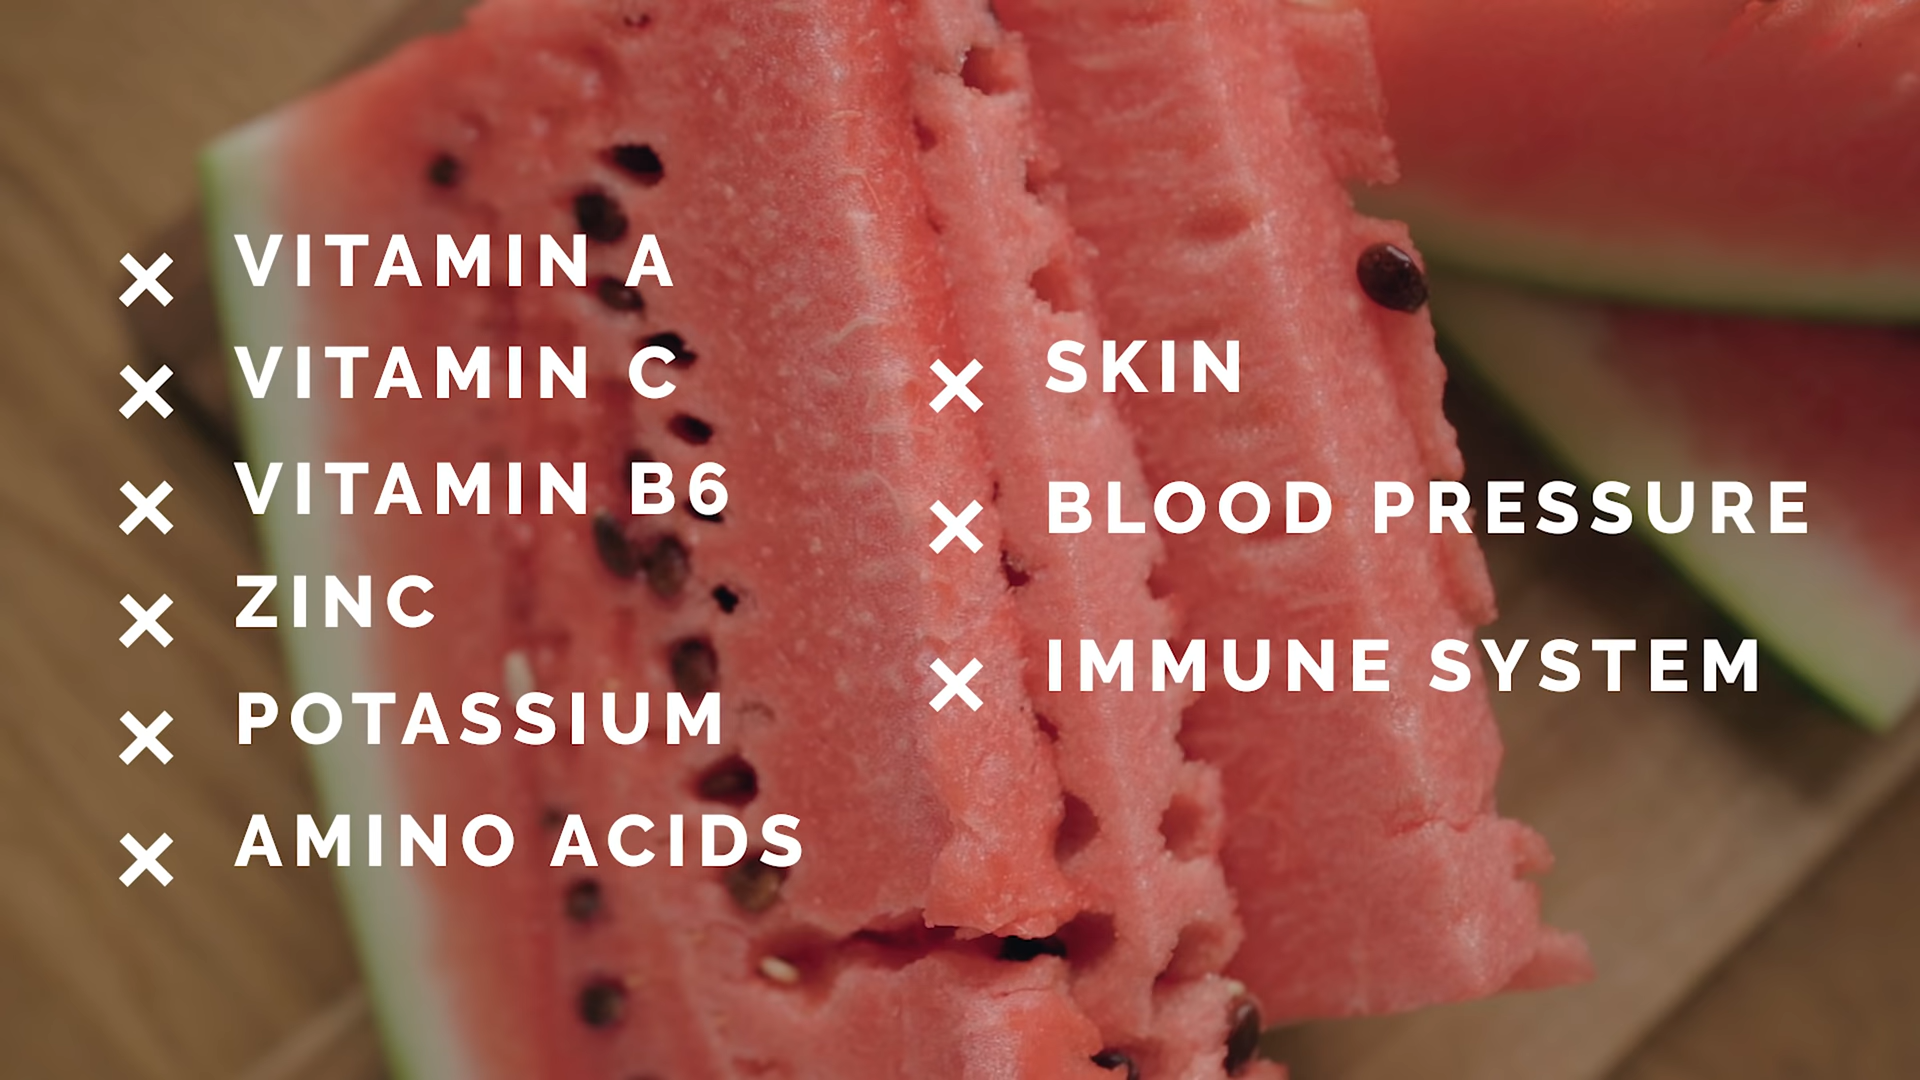 × VITAMIN A
× VITAMIN C
× VITAMIN B6
× ZINC
× POTASSIUM
× AMINO ACIDS
× SKIN
× BLOOD PRESSURE
× IMMUNE SYSTEM